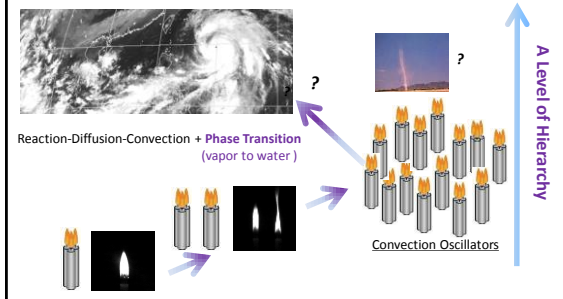 ?
?
?
A Level of Hierarchy
Reaction-Diffusion-Convection + Phase Transition
(vapor to water )
Convection Oscillators